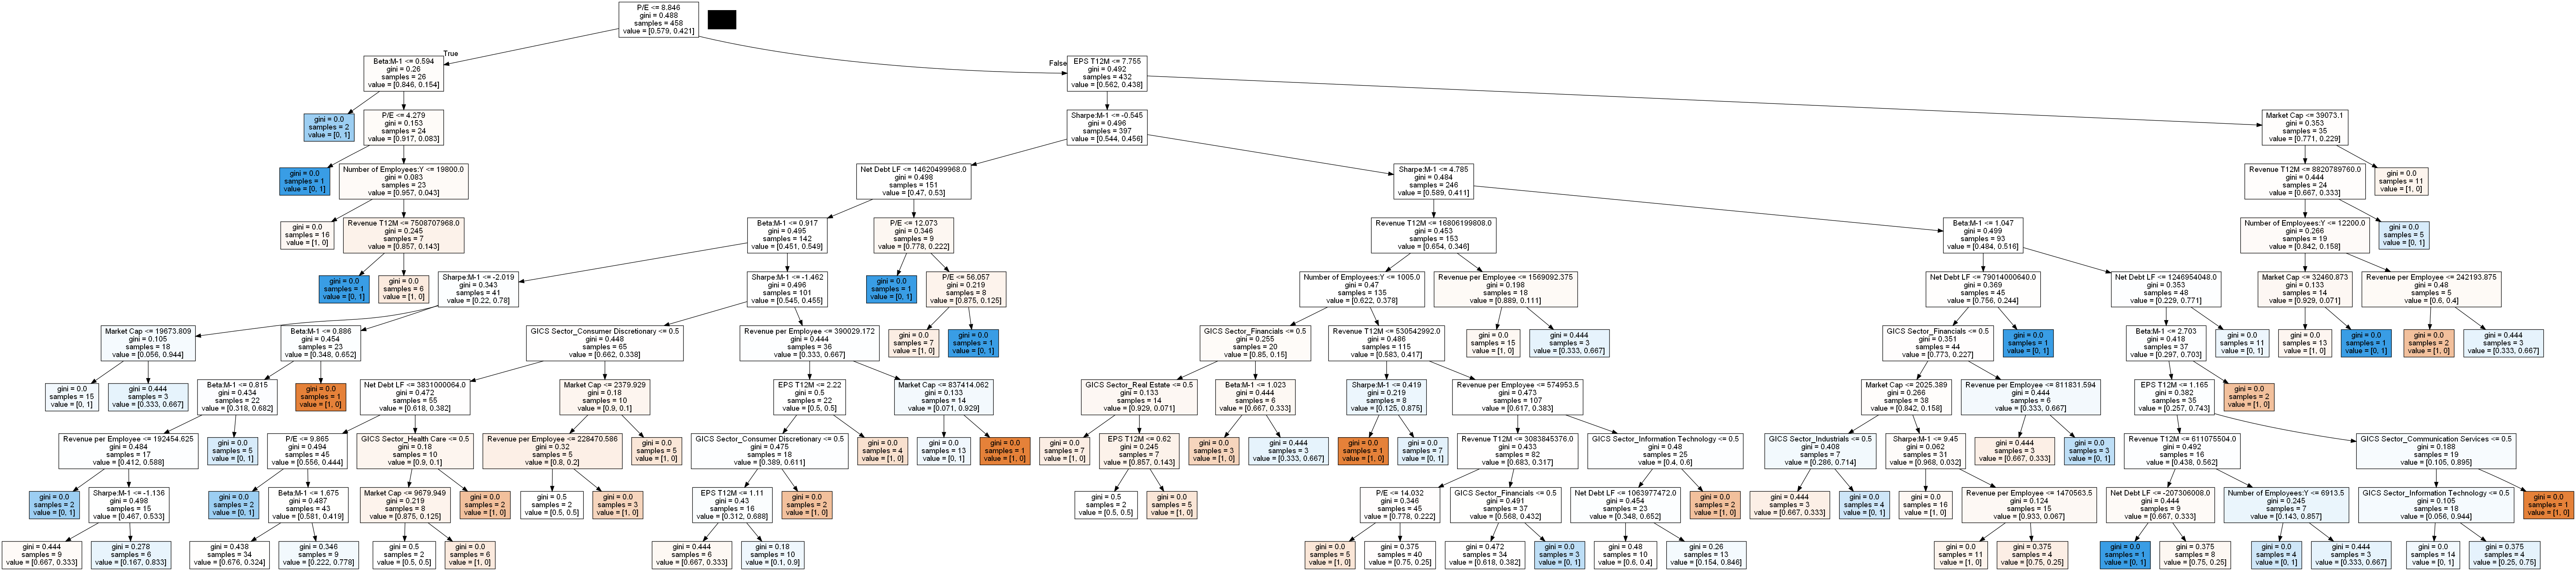 P/E <= 8.846
gini = 0.488
samples = 458
value = [0.579, 0.421]
True
False
Beta:M-1 <= 0.594
gini = 0.26
samples = 26
value = [0.846, 0.154]
EPS T12M <= 7.755
gini = 0.492
samples = 432
value = [0.562, 0.438]
gini = 0.0
samples = 2
value = [0, 1]
P/E <= 4.279
gini = 0.153
samples = 24
value = [0.917, 0.083]
Sharpe:M-1 <= -0.545
gini = 0.496
samples = 397
value = [0.544, 0.456]
Market Cap <= 39073.1
gini = 0.353
samples = 35
value = [0.771, 0.229]
gini = 0.0
samples = 1
value = [0, 1]
Number of Employees:Y <= 19800.0
gini = 0.083
samples = 23
value = [0.957, 0.043]
Net Debt LF <= 14620499968.0
gini = 0.498
samples = 151
value = [0.47, 0.53]
Sharpe:M-1 <= 4.785
gini = 0.484
samples = 246
value = [0.589, 0.411]
Revenue T12M <= 8820789760.0
gini = 0.444
samples = 24
value = [0.667, 0.333]
gini = 0.0
samples = 11
value = [1, 0]
gini = 0.0
samples = 16
value = [1, 0]
Revenue T12M <= 7508707968.0
gini = 0.245
samples = 7
value = [0.857, 0.143]
Beta:M-1 <= 0.917
gini = 0.495
samples = 142
value = [0.451, 0.549]
P/E <= 12.073
gini = 0.346
samples = 9
value = [0.778, 0.222]
Revenue T12M <= 16806199808.0
gini = 0.453
samples = 153
value = [0.654, 0.346]
Beta:M-1 <= 1.047
gini = 0.499
samples = 93
value = [0.484, 0.516]
Number of Employees:Y <= 12200.0
gini = 0.266
samples = 19
value = [0.842, 0.158]
gini = 0.0
samples = 5
value = [0, 1]
gini = 0.0
samples = 1
value = [0, 1]
gini = 0.0
samples = 6
value = [1, 0]
Sharpe:M-1 <= -2.019
gini = 0.343
samples = 41
value = [0.22, 0.78]
Sharpe:M-1 <= -1.462
gini = 0.496
samples = 101
value = [0.545, 0.455]
gini = 0.0
samples = 1
value = [0, 1]
P/E <= 56.057
gini = 0.219
samples = 8
value = [0.875, 0.125]
Number of Employees:Y <= 1005.0
gini = 0.47
samples = 135
value = [0.622, 0.378]
Revenue per Employee <= 1569092.375
gini = 0.198
samples = 18
value = [0.889, 0.111]
Net Debt LF <= 79014000640.0
gini = 0.369
samples = 45
value = [0.756, 0.244]
Net Debt LF <= 1246954048.0
gini = 0.353
samples = 48
value = [0.229, 0.771]
Market Cap <= 32460.873
gini = 0.133
samples = 14
value = [0.929, 0.071]
Revenue per Employee <= 242193.875
gini = 0.48
samples = 5
value = [0.6, 0.4]
Market Cap <= 19673.809
gini = 0.105
samples = 18
value = [0.056, 0.944]
Beta:M-1 <= 0.886
gini = 0.454
samples = 23
value = [0.348, 0.652]
GICS Sector_Consumer Discretionary <= 0.5
gini = 0.448
samples = 65
value = [0.662, 0.338]
Revenue per Employee <= 390029.172
gini = 0.444
samples = 36
value = [0.333, 0.667]
gini = 0.0
samples = 7
value = [1, 0]
gini = 0.0
samples = 1
value = [0, 1]
GICS Sector_Financials <= 0.5
gini = 0.255
samples = 20
value = [0.85, 0.15]
Revenue T12M <= 530542992.0
gini = 0.486
samples = 115
value = [0.583, 0.417]
gini = 0.0
samples = 15
value = [1, 0]
gini = 0.444
samples = 3
value = [0.333, 0.667]
GICS Sector_Financials <= 0.5
gini = 0.351
samples = 44
value = [0.773, 0.227]
gini = 0.0
samples = 1
value = [0, 1]
Beta:M-1 <= 2.703
gini = 0.418
samples = 37
value = [0.297, 0.703]
gini = 0.0
samples = 11
value = [0, 1]
gini = 0.0
samples = 13
value = [1, 0]
gini = 0.0
samples = 1
value = [0, 1]
gini = 0.0
samples = 2
value = [1, 0]
gini = 0.444
samples = 3
value = [0.333, 0.667]
gini = 0.0
samples = 15
value = [0, 1]
gini = 0.444
samples = 3
value = [0.333, 0.667]
Beta:M-1 <= 0.815
gini = 0.434
samples = 22
value = [0.318, 0.682]
gini = 0.0
samples = 1
value = [1, 0]
Net Debt LF <= 3831000064.0
gini = 0.472
samples = 55
value = [0.618, 0.382]
Market Cap <= 2379.929
gini = 0.18
samples = 10
value = [0.9, 0.1]
EPS T12M <= 2.22
gini = 0.5
samples = 22
value = [0.5, 0.5]
Market Cap <= 837414.062
gini = 0.133
samples = 14
value = [0.071, 0.929]
GICS Sector_Real Estate <= 0.5
gini = 0.133
samples = 14
value = [0.929, 0.071]
Beta:M-1 <= 1.023
gini = 0.444
samples = 6
value = [0.667, 0.333]
Sharpe:M-1 <= 0.419
gini = 0.219
samples = 8
value = [0.125, 0.875]
Revenue per Employee <= 574953.5
gini = 0.473
samples = 107
value = [0.617, 0.383]
Market Cap <= 2025.389
gini = 0.266
samples = 38
value = [0.842, 0.158]
Revenue per Employee <= 811831.594
gini = 0.444
samples = 6
value = [0.333, 0.667]
EPS T12M <= 1.165
gini = 0.382
samples = 35
value = [0.257, 0.743]
gini = 0.0
samples = 2
value = [1, 0]
Revenue per Employee <= 192454.625
gini = 0.484
samples = 17
value = [0.412, 0.588]
gini = 0.0
samples = 5
value = [0, 1]
P/E <= 9.865
gini = 0.494
samples = 45
value = [0.556, 0.444]
GICS Sector_Health Care <= 0.5
gini = 0.18
samples = 10
value = [0.9, 0.1]
Revenue per Employee <= 228470.586
gini = 0.32
samples = 5
value = [0.8, 0.2]
gini = 0.0
samples = 5
value = [1, 0]
GICS Sector_Consumer Discretionary <= 0.5
gini = 0.475
samples = 18
value = [0.389, 0.611]
gini = 0.0
samples = 4
value = [1, 0]
gini = 0.0
samples = 13
value = [0, 1]
gini = 0.0
samples = 1
value = [1, 0]
gini = 0.0
samples = 7
value = [1, 0]
EPS T12M <= 0.62
gini = 0.245
samples = 7
value = [0.857, 0.143]
gini = 0.0
samples = 3
value = [1, 0]
gini = 0.444
samples = 3
value = [0.333, 0.667]
gini = 0.0
samples = 1
value = [1, 0]
gini = 0.0
samples = 7
value = [0, 1]
Revenue T12M <= 3083845376.0
gini = 0.433
samples = 82
value = [0.683, 0.317]
GICS Sector_Information Technology <= 0.5
gini = 0.48
samples = 25
value = [0.4, 0.6]
GICS Sector_Industrials <= 0.5
gini = 0.408
samples = 7
value = [0.286, 0.714]
Sharpe:M-1 <= 9.45
gini = 0.062
samples = 31
value = [0.968, 0.032]
gini = 0.444
samples = 3
value = [0.667, 0.333]
gini = 0.0
samples = 3
value = [0, 1]
Revenue T12M <= 611075504.0
gini = 0.492
samples = 16
value = [0.438, 0.562]
GICS Sector_Communication Services <= 0.5
gini = 0.188
samples = 19
value = [0.105, 0.895]
gini = 0.0
samples = 2
value = [0, 1]
Sharpe:M-1 <= -1.136
gini = 0.498
samples = 15
value = [0.467, 0.533]
gini = 0.0
samples = 2
value = [0, 1]
Beta:M-1 <= 1.675
gini = 0.487
samples = 43
value = [0.581, 0.419]
Market Cap <= 9679.949
gini = 0.219
samples = 8
value = [0.875, 0.125]
gini = 0.0
samples = 2
value = [1, 0]
gini = 0.5
samples = 2
value = [0.5, 0.5]
gini = 0.0
samples = 3
value = [1, 0]
EPS T12M <= 1.11
gini = 0.43
samples = 16
value = [0.312, 0.688]
gini = 0.0
samples = 2
value = [1, 0]
gini = 0.5
samples = 2
value = [0.5, 0.5]
gini = 0.0
samples = 5
value = [1, 0]
P/E <= 14.032
gini = 0.346
samples = 45
value = [0.778, 0.222]
GICS Sector_Financials <= 0.5
gini = 0.491
samples = 37
value = [0.568, 0.432]
Net Debt LF <= 1063977472.0
gini = 0.454
samples = 23
value = [0.348, 0.652]
gini = 0.0
samples = 2
value = [1, 0]
gini = 0.444
samples = 3
value = [0.667, 0.333]
gini = 0.0
samples = 4
value = [0, 1]
gini = 0.0
samples = 16
value = [1, 0]
Revenue per Employee <= 1470563.5
gini = 0.124
samples = 15
value = [0.933, 0.067]
Net Debt LF <= -207306008.0
gini = 0.444
samples = 9
value = [0.667, 0.333]
Number of Employees:Y <= 6913.5
gini = 0.245
samples = 7
value = [0.143, 0.857]
GICS Sector_Information Technology <= 0.5
gini = 0.105
samples = 18
value = [0.056, 0.944]
gini = 0.0
samples = 1
value = [1, 0]
gini = 0.444
samples = 9
value = [0.667, 0.333]
gini = 0.278
samples = 6
value = [0.167, 0.833]
gini = 0.438
samples = 34
value = [0.676, 0.324]
gini = 0.346
samples = 9
value = [0.222, 0.778]
gini = 0.5
samples = 2
value = [0.5, 0.5]
gini = 0.0
samples = 6
value = [1, 0]
gini = 0.444
samples = 6
value = [0.667, 0.333]
gini = 0.18
samples = 10
value = [0.1, 0.9]
gini = 0.0
samples = 5
value = [1, 0]
gini = 0.375
samples = 40
value = [0.75, 0.25]
gini = 0.472
samples = 34
value = [0.618, 0.382]
gini = 0.0
samples = 3
value = [0, 1]
gini = 0.48
samples = 10
value = [0.6, 0.4]
gini = 0.26
samples = 13
value = [0.154, 0.846]
gini = 0.0
samples = 11
value = [1, 0]
gini = 0.375
samples = 4
value = [0.75, 0.25]
gini = 0.0
samples = 1
value = [0, 1]
gini = 0.375
samples = 8
value = [0.75, 0.25]
gini = 0.0
samples = 4
value = [0, 1]
gini = 0.444
samples = 3
value = [0.333, 0.667]
gini = 0.0
samples = 14
value = [0, 1]
gini = 0.375
samples = 4
value = [0.25, 0.75]